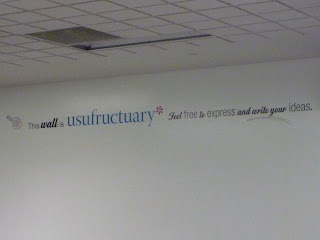 This wall is usufructuary* Feel free to express and write your ideas.